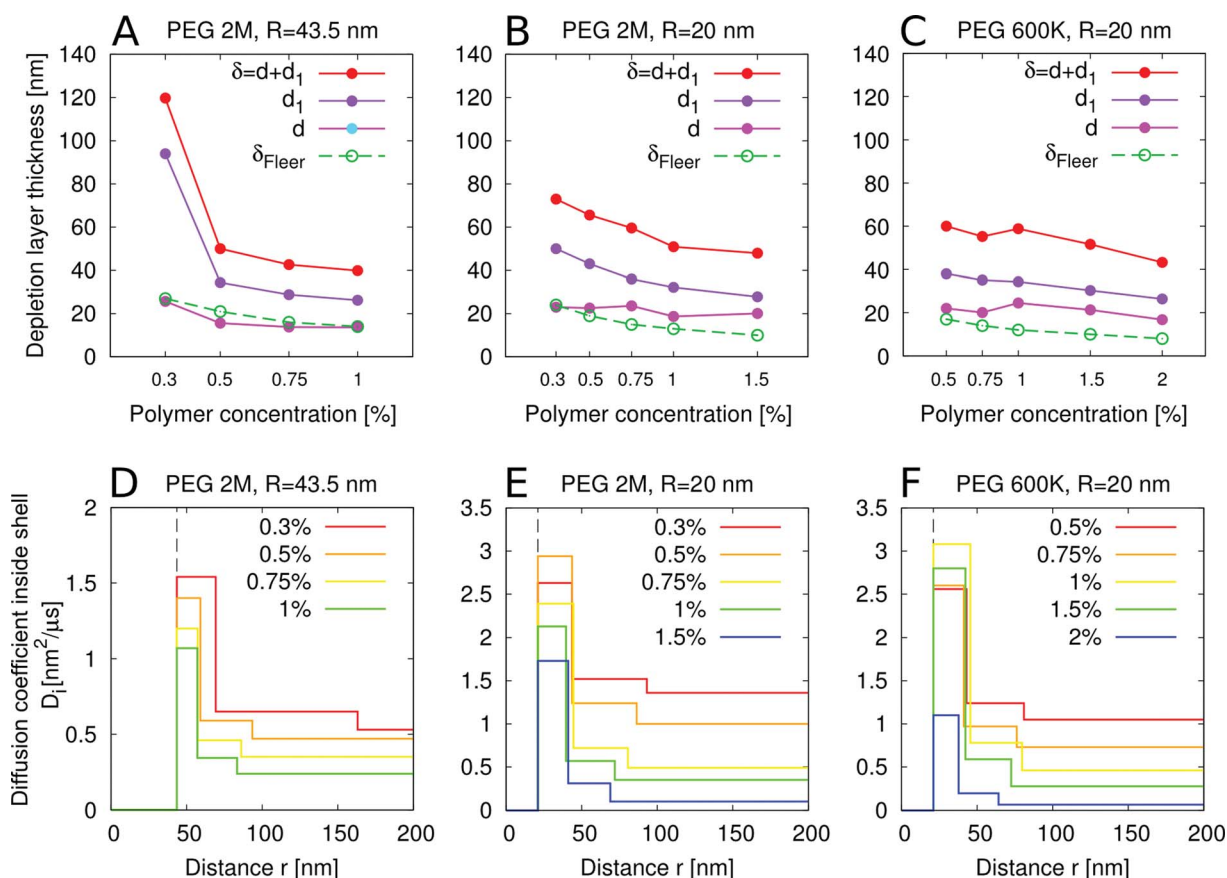 A PEG 2M, R=43.5 nm
B PEG 2M, R=20 nm
C PEG 600K, R=20 nm
Depletion layer thickness [nm]
140
120
100
80
60
40
20
0
δ=d+d₁
d₁
d
δFleer
0.3 0.5 0.75 1
Polymer concentration [%]
140
120
100
80
60
40
20
0
δ=d+d₁
d₁
d
δFleer
0.3 0.5 0.75 1 1.5
Polymer concentration [%]
140
120
100
80
60
40
20
0
δ=d+d₁
d₁
d
δFleer
0.5 0.75 1 1.5 2
Polymer concentration [%]
D PEG 2M, R=43.5 nm
E PEG 2M, R=20 nm
F PEG 600K, R=20 nm
Diffusion coefficient inside shell
Dᵢ[nm²/μs]
2
1.5
1
0.5
0
0.3%
0.5%
0.75%
1%
0 50 100 150 200
Distance r [nm]
3.5
3
2.5
2
1.5
1
0.5
0
0.3%
0.5%
0.75%
1%
1.5%
0 50 100 150 200
Distance r [nm]
3.5
3
2.5
2
1.5
1
0.5
0
0.5%
0.75%
1%
1.5%
2%
0 50 100 150 200
Distance r [nm]